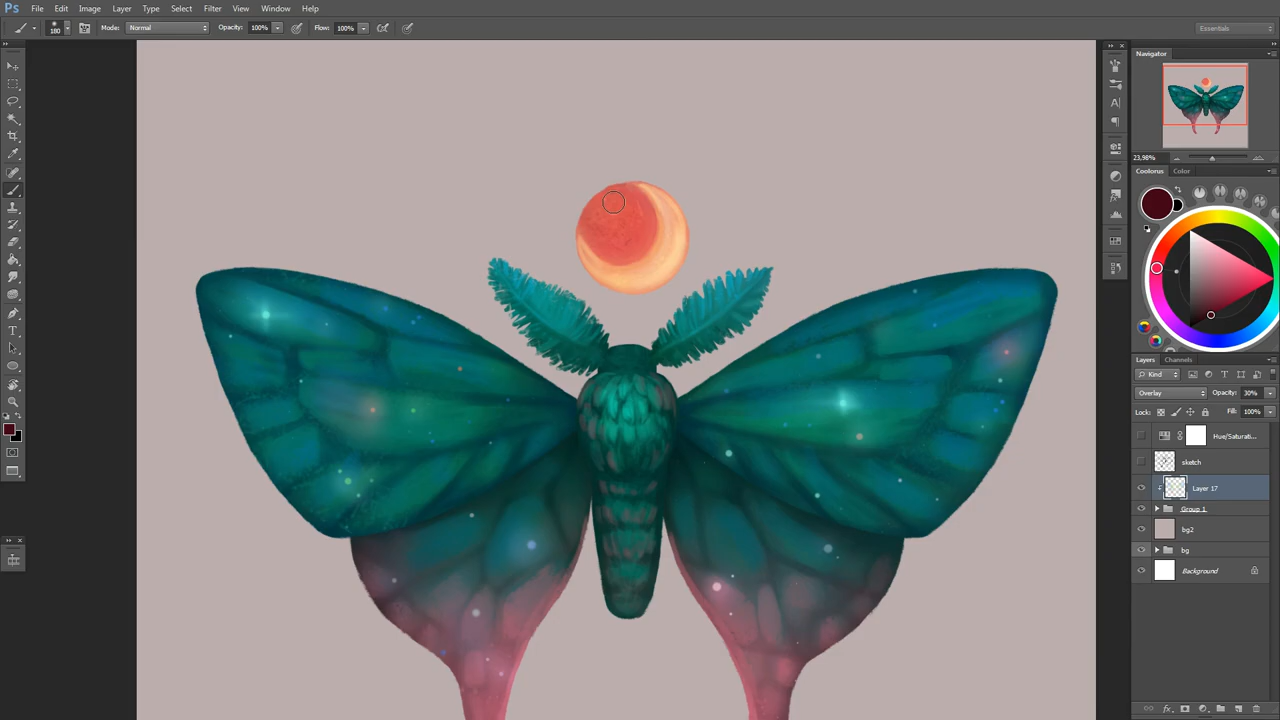 Ps File Edit Image Layer Type Select Filter View Window Help
180 Mode: Normal Opacity: 100% Flow: 100% Essentials
Navigator
23,98%
Coolorus Color
Layers Channels
Kind
Overlay Opacity: 30%
Lock: Fill: 100%
Hue/Saturati...
sketch
Layer 17
Group 1
bg2
bg
Background
fx